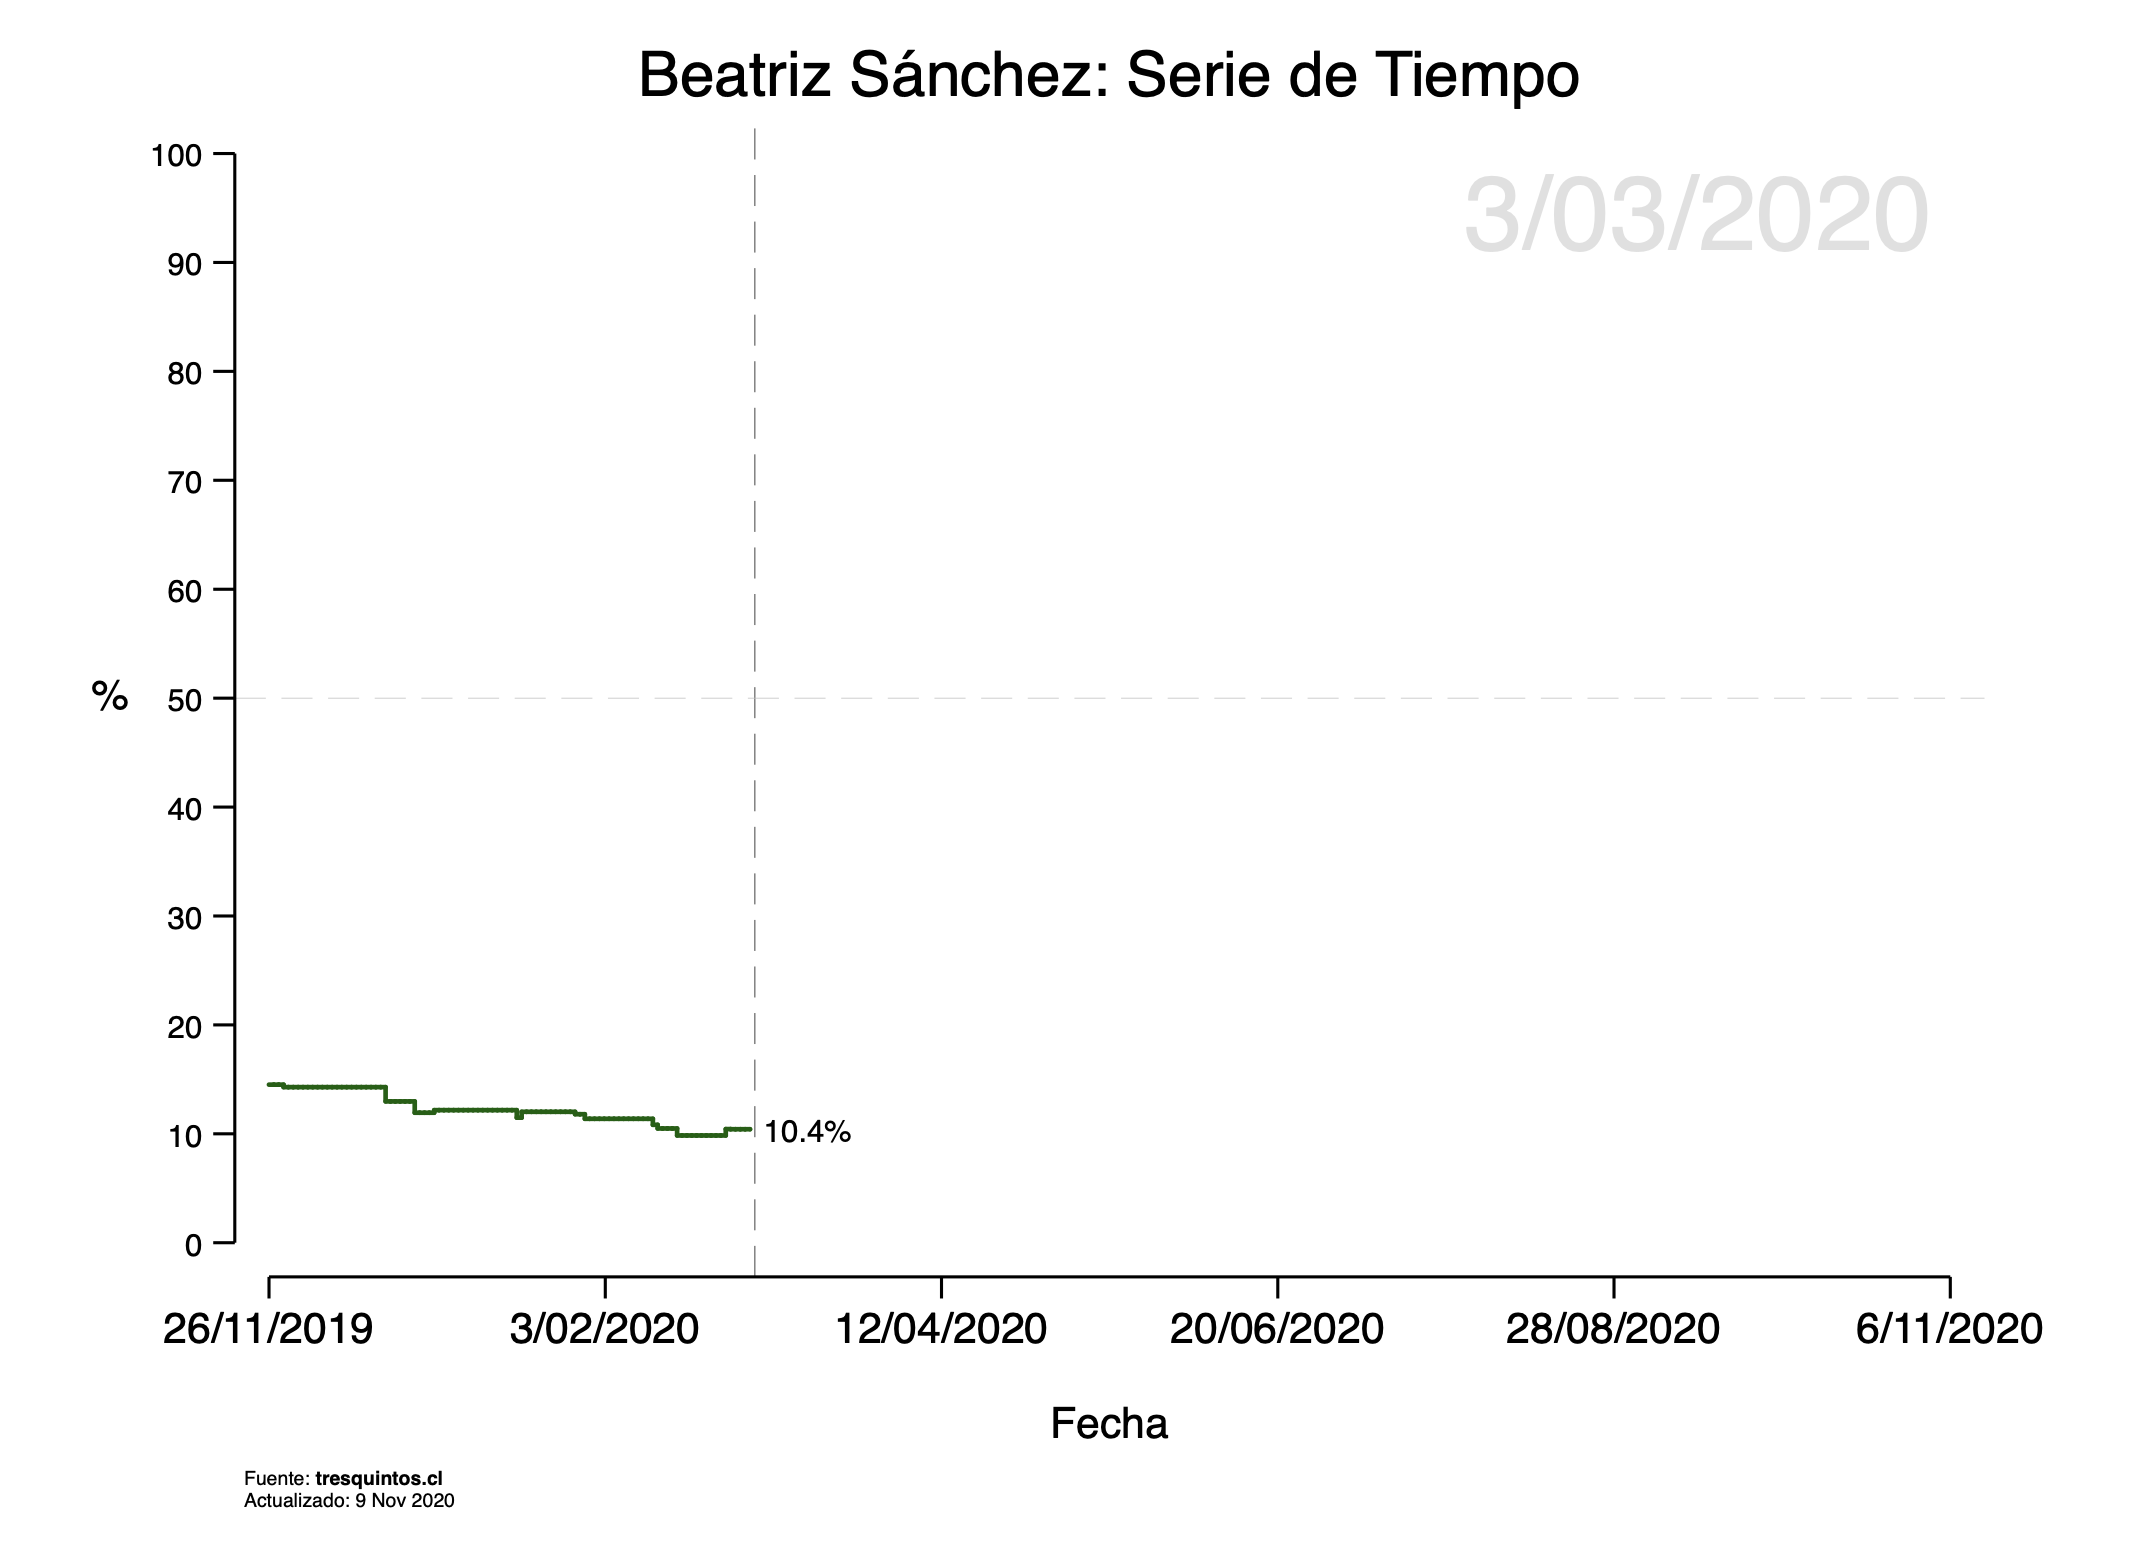 Beatriz Sánchez: Serie de Tiempo
3/03/2020
100
90
80
70
60
50
40
30
20
10
0
%
10.4%
26/11/2019 3/02/2020 12/04/2020 20/06/2020 28/08/2020 6/11/2020
Fecha
Fuente: tresquintos.cl
Actualizado: 9 Nov 2020